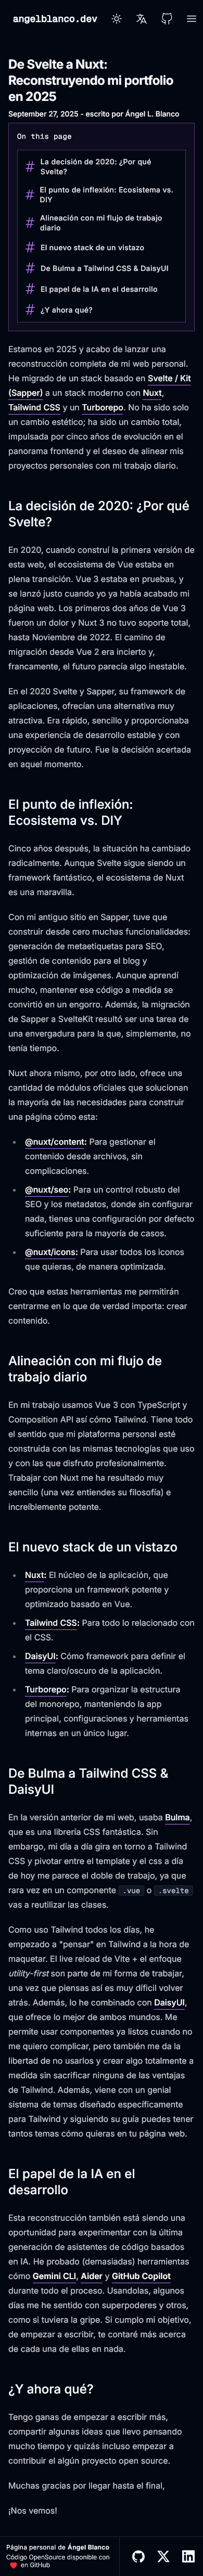 angelblanco.dev
De Svelte a Nuxt:
Reconstruyendo mi portfolio
en 2025
September 27, 2025 - escrito por Ángel L. Blanco
On this page
# La decisión de 2020: ¿Por qué
Svelte?
# El punto de inflexión: Ecosistema vs.
DIY
# Alineación con mi flujo de trabajo
diario
# El nuevo stack de un vistazo
# De Bulma a Tailwind CSS & DaisyUI
# El papel de la IA en el desarrollo
# ¿Y ahora qué?
Estamos en 2025 y acabo de lanzar una
reconstrucción completa de mi web personal.
He migrado de un stack basado en Svelte / Kit
(Sapper) a un stack moderno con Nuxt,
Tailwind CSS y un Turborepo. No ha sido solo
un cambio estético; ha sido un cambio total,
impulsado por cinco años de evolución en el
panorama frontend y el deseo de alinear mis
proyectos personales con mi trabajo diario.
La decisión de 2020: ¿Por qué
Svelte?
En 2020, cuando construí la primera versión de
esta web, el ecosistema de Vue estaba en
plena transición. Vue 3 estaba en pruebas, y
se lanzó justo cuando yo ya había acabado mi
página web. Los primeros dos años de Vue 3
fueron un dolor y Nuxt 3 no tuvo soporte total,
hasta Noviembre de 2022. El camino de
migración desde Vue 2 era incierto y,
francamente, el futuro parecía algo inestable.
En el 2020 Svelte y Sapper, su framework de
aplicaciones, ofrecían una alternativa muy
atractiva. Era rápido, sencillo y proporcionaba
una experiencia de desarrollo estable y con
proyección de futuro. Fue la decisión acertada
en aquel momento.
El punto de inflexión:
Ecosistema vs. DIY
Cinco años después, la situación ha cambiado
radicalmente. Aunque Svelte sigue siendo un
framework fantástico, el ecosistema de Nuxt
es una maravilla.
Con mi antiguo sitio en Sapper, tuve que
construir desde cero muchas funcionalidades:
generación de metaetiquetas para SEO,
gestión de contenido para el blog y
optimización de imágenes. Aunque aprendí
mucho, mantener ese código a medida se
convirtió en un engorro. Además, la migración
de Sapper a SvelteKit resultó ser una tarea de
una envergadura para la que, simplemente, no
tenía tiempo.
Nuxt ahora mismo, por otro lado, ofrece una
cantidad de módulos oficiales que solucionan
la mayoría de las necesidades para construir
una página cómo esta:
• @nuxt/content: Para gestionar el
contenido desde archivos, sin
complicaciones.
• @nuxt/seo: Para un control robusto del
SEO y los metadatos, donde sin configurar
nada, tienes una configuración por defecto
suficiente para la mayoría de casos.
• @nuxt/icons: Para usar todos los iconos
que quieras, de manera optimizada.
Creo que estas herramientas me permitirán
centrarme en lo que de verdad importa: crear
contenido.
Alineación con mi flujo de
trabajo diario
En mi trabajo usamos Vue 3 con TypeScript y
Composition API así cómo Tailwind. Tiene todo
el sentido que mi plataforma personal esté
construida con las mismas tecnologías que uso
y con las que disfruto profesionalmente.
Trabajar con Nuxt me ha resultado muy
sencillo (una vez entiendes su filosofía) e
increíblemente potente.
El nuevo stack de un vistazo
• Nuxt: El núcleo de la aplicación, que
proporciona un framework potente y
optimizado basado en Vue.
• Tailwind CSS: Para todo lo relacionado con
el CSS.
• DaisyUI: Cómo framework para definir el
tema claro/oscuro de la aplicación.
• Turborepo: Para organizar la estructura
del monorepo, manteniendo la app
principal, configuraciones y herramientas
internas en un único lugar.
De Bulma a Tailwind CSS &
DaisyUI
En la versión anterior de mi web, usaba Bulma,
que es una librería CSS fantástica. Sin
embargo, mi día a día gira en torno a Tailwind
CSS y pivotar entre el template y el css a día
de hoy me parece el doble de trabajo, ya que
rara vez en un componente .vue o .svelte
va a reutilizar las clases.
Como uso Tailwind todos los días, he
empezado a "pensar" en Tailwind a la hora de
maquetar. El live reload de Vite + el enfoque
utility-first son parte de mi forma de trabajar,
una vez que piensas así es muy difícil volver
atrás. Además, lo he combinado con DaisyUI,
que ofrece lo mejor de ambos mundos. Me
permite usar componentes ya listos cuando no
me quiero complicar, pero también me da la
libertad de no usarlos y crear algo totalmente a
medida sin sacrificar ninguna de las ventajas
de Tailwind. Además, viene con un genial
sistema de temas diseñado específicamente
para Tailwind y siguiendo su guía puedes tener
tantos temas cómo quieras en tu página web.
El papel de la IA en el
desarrollo
Esta reconstrucción también está siendo una
oportunidad para experimentar con la última
generación de asistentes de código basados
en IA. He probado (demasiadas) herramientas
cómo Gemini CLI, Aider y GitHub Copilot
durante todo el proceso. Usandolas, algunos
días me he sentido con superpoderes y otros,
como si tuviera la gripe. Si cumplo mi objetivo,
de empezar a escribir, te contaré más acerca
de cada una de ellas en nada.
¿Y ahora qué?
Tengo ganas de empezar a escribir más,
compartir algunas ideas que llevo pensando
mucho tiempo y quizás incluso empezar a
contribuir el algún proyecto open source.
Muchas gracias por llegar hasta el final,
¡Nos vemos!
Página personal de Ángel Blanco
Código OpenSource disponible con
❤️ en GitHub